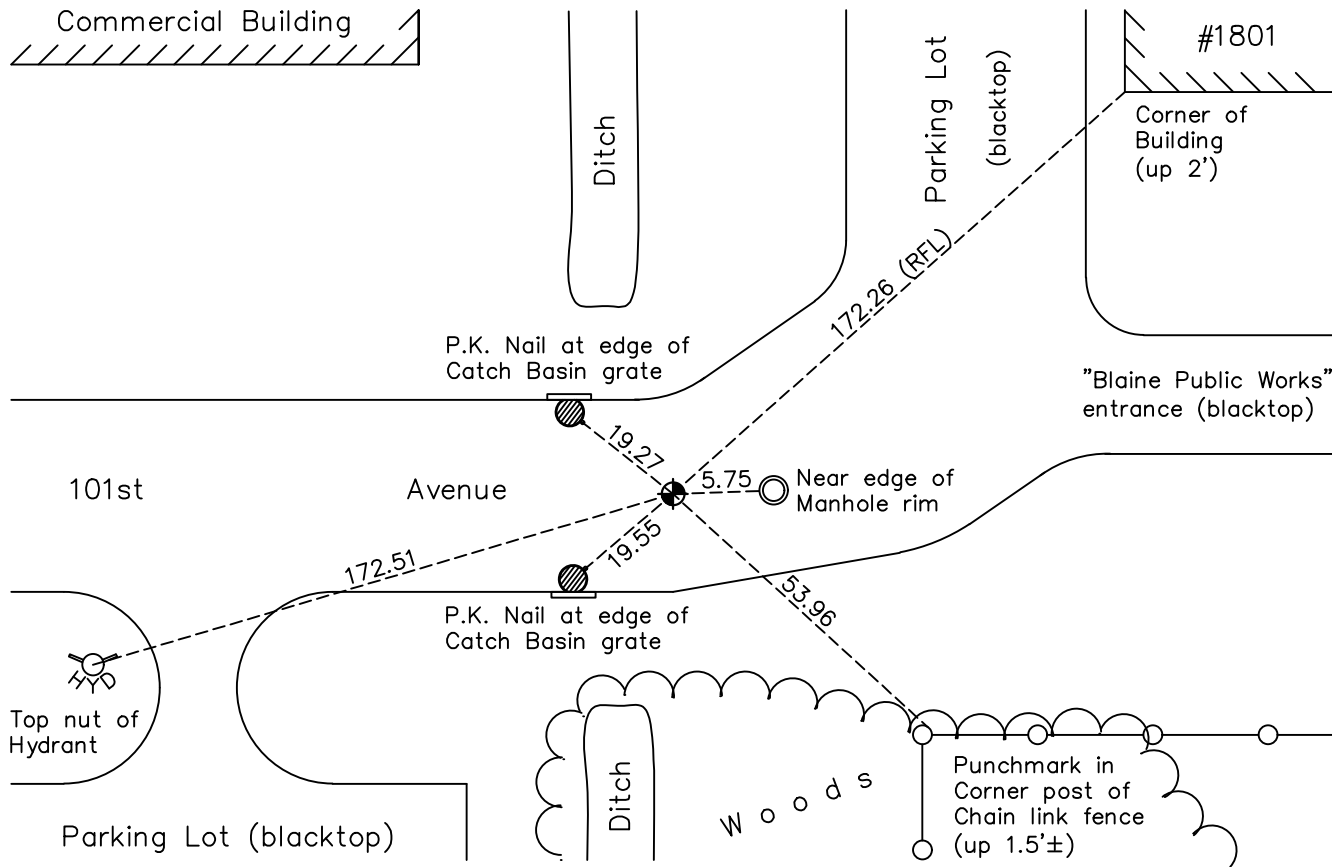 Commercial Building
#1801
Parking Lot
(blacktop)
Ditch
Corner of
Building
(up 2')
172.26 (RFL)
P.K. Nail at edge of
Catch Basin grate
"Blaine Public Works"
entrance (blacktop)
19.27
5.75
Near edge of
Manhole rim
101st Avenue
19.55
172.51
53.96
P.K. Nail at edge of
Catch Basin grate
HYD
Top nut of
Hydrant
Punchmark in
Corner post of
Chain link fence
(up 1.5'±)
Woods
Ditch
Parking Lot (blacktop)